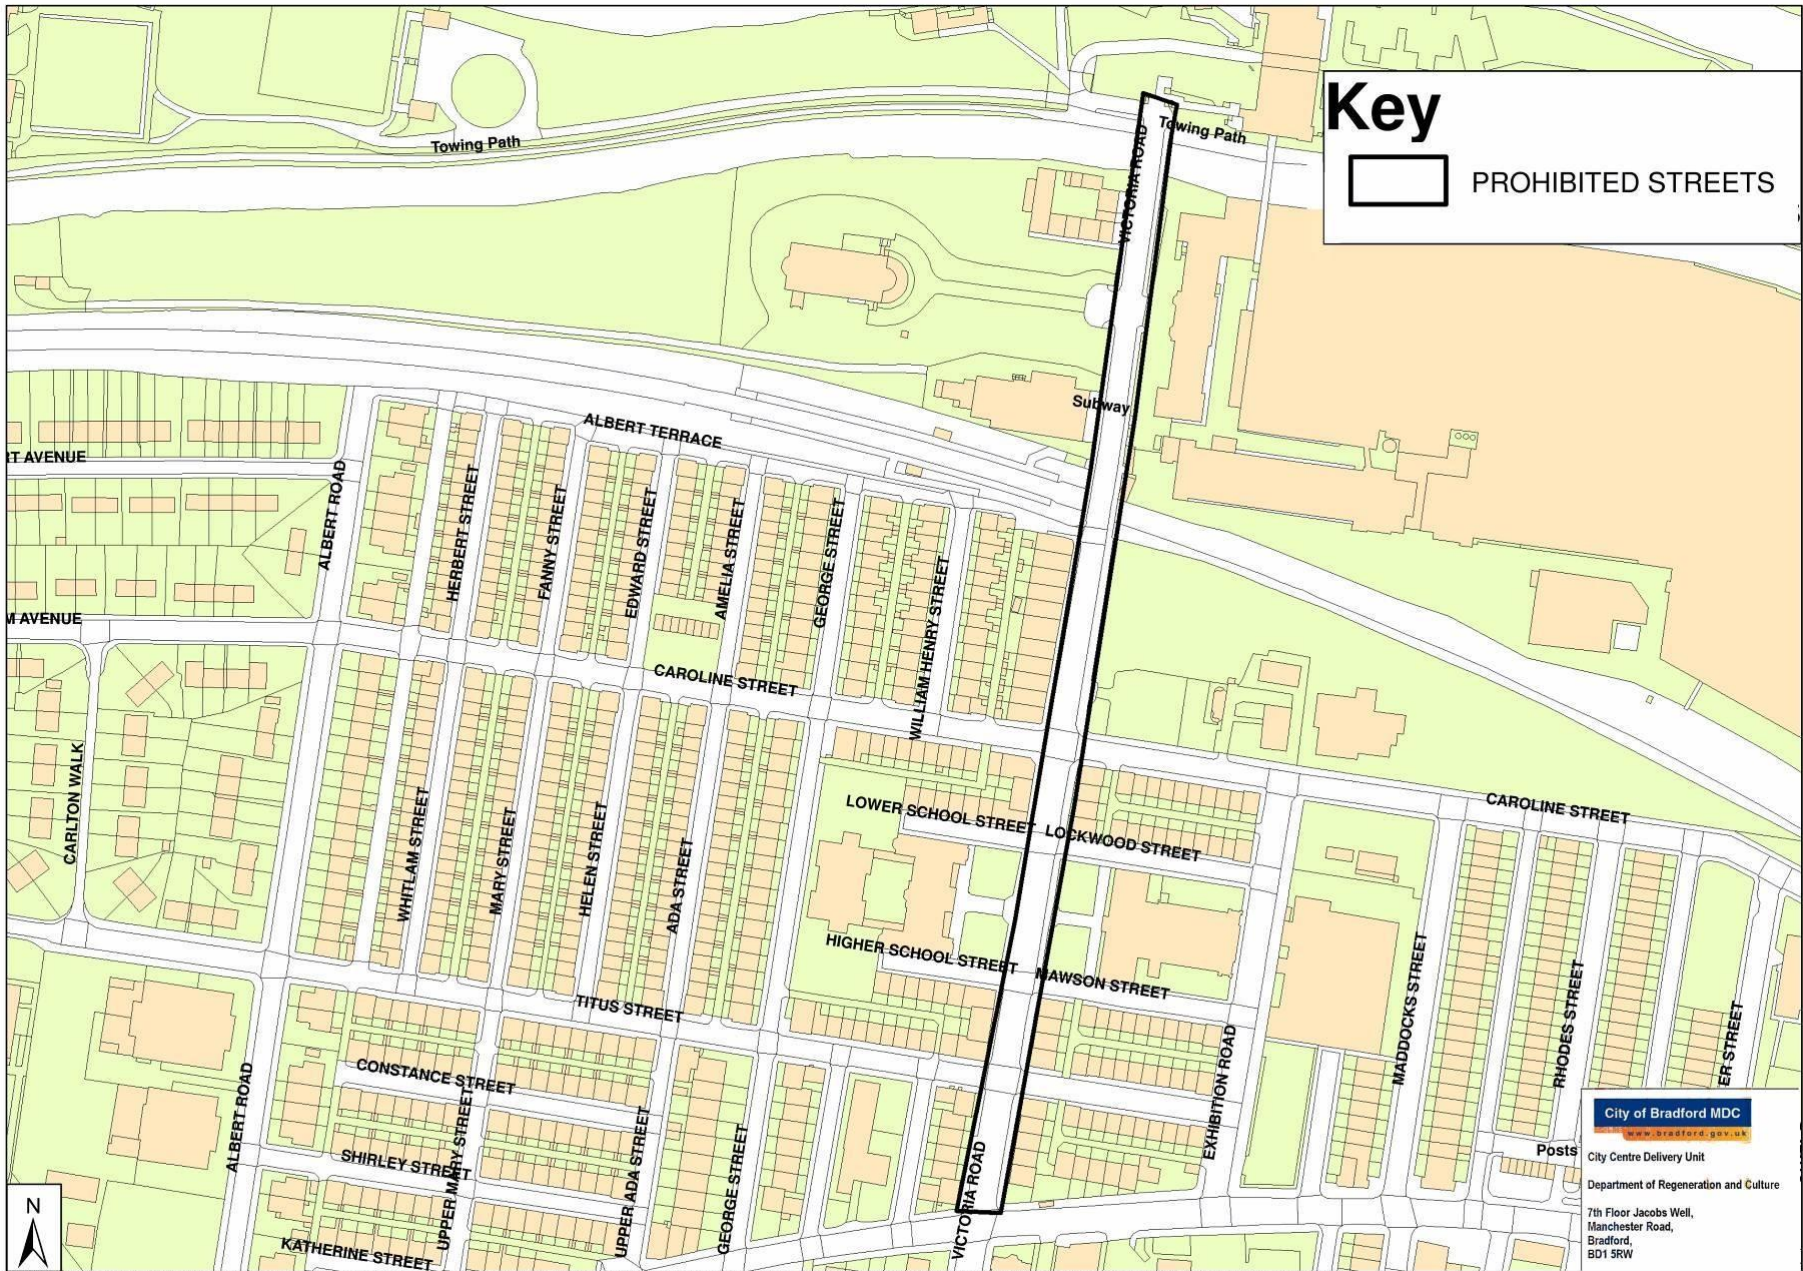 Key
PROHIBITED STREETS
Towing Path
Towing Path
VICTORIA ROAD
Subway
ALBERT TERRACE
RT AVENUE
ALBERT ROAD
HERBERT STREET
FANNY STREET
EDWARD STREET
AMELIA STREET
GEORGE STREET
WILLIAM HENRY STREET
M AVENUE
CAROLINE STREET
CARLTON WALK
WHITLAM STREET
MARY STREET
HELEN STREET
ADA STREET
LOWER SCHOOL STREET
LOCKWOOD STREET
CAROLINE STREET
HIGHER SCHOOL STREET
MAWSON STREET
MADDOCKS STREET
RHODES STREET
ER STREET
TITUS STREET
CONSTANCE STREET
ALBERT ROAD
SHIRLEY STREET
UPPER MARY STREET
UPPER ADA STREET
GEORGE STREET
VICTORIA ROAD
EXHIBITION ROAD
KATHERINE STREET
Posts
N
City of Bradford MDC
www.bradford.gov.uk
City Centre Delivery Unit
Department of Regeneration and Culture
7th Floor Jacobs Well,
Manchester Road,
Bradford,
BD1 5RW